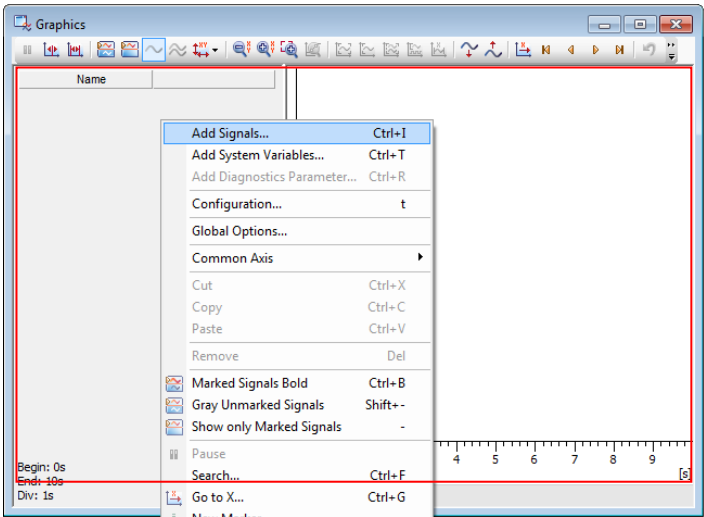 Graphics
Name
Add Signals... Ctrl+I
Add System Variables... Ctrl+T
Add Diagnostics Parameter... Ctrl+R
Configuration... t
Global Options...
Common Axis
Cut Ctrl+X
Copy Ctrl+C
Paste Ctrl+V
Remove Del
Marked Signals Bold Ctrl+B
Gray Unmarked Signals Shift+-
Show only Marked Signals -
Pause
Search... Ctrl+F
Go to X... Ctrl+G
4 5 6 7 8 9
[s]
Begin: 0s
End: 10s
Div: 1s